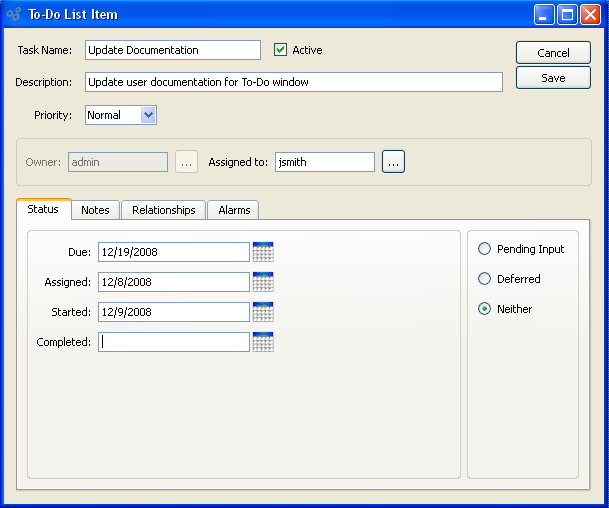 To-Do List Item
Task Name: Update Documentation Active Cancel
Description: Update user documentation for To-Do window Save
Priority: Normal
Owner: admin ... Assigned to: jsmith ...
Status Notes Relationships Alarms
Due: 12/19/2008 Pending Input
Assigned: 12/8/2008 Deferred
Started: 12/9/2008 Neither
Completed: